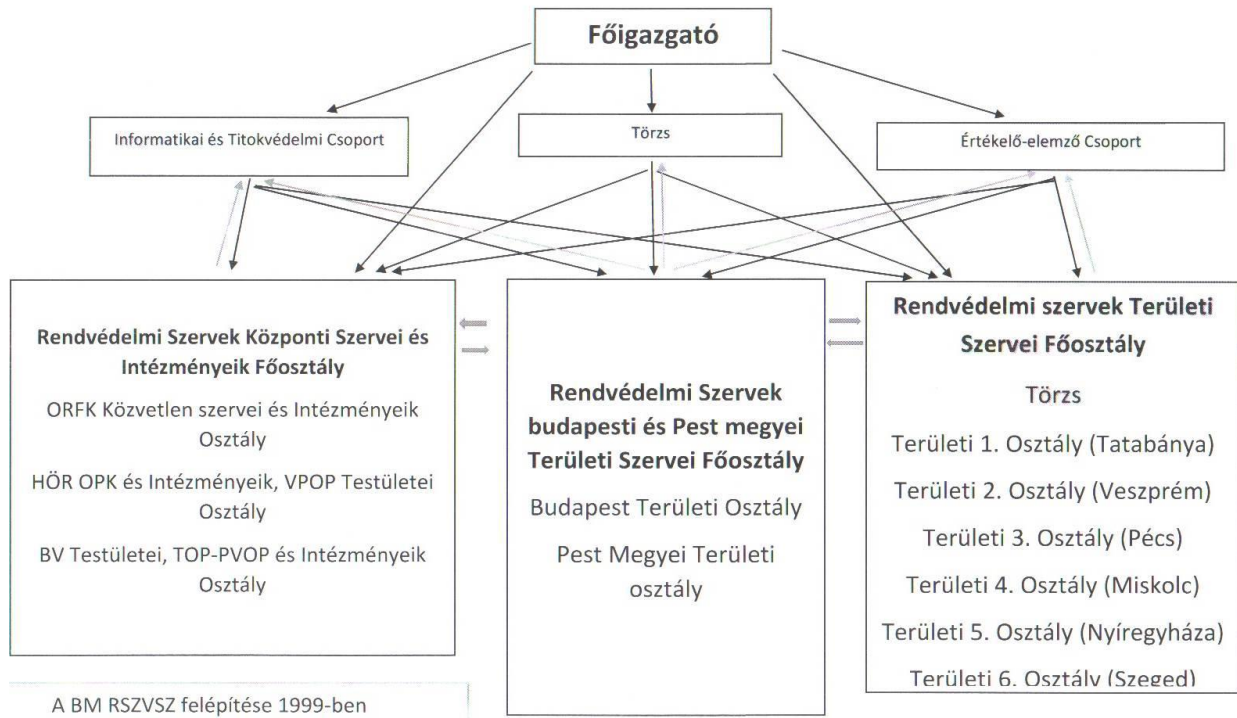 Főigazgató
Informatikai és Titokvédelmi Csoport
Törzs
Értékelő-elemző Csoport
Rendvédelmi Szervek Központi Szervei és
Intézményeik Főosztály
ORFK Közvetlen szervei és Intézményeik
Osztály
HŐR OPK és Intézményeik, VPOP Testületei
Osztály
BV Testületei, TOP-PVOP és Intézményeik
Osztály
Rendvédelmi Szervek
budapesti és Pest megyei
Területi Szervei Főosztály
Budapest Területi Osztály
Pest Megyei Területi
osztály
Rendvédelmi szervek Területi
Szervei Főosztály
Törzs
Területi 1. Osztály (Tatabánya)
Területi 2. Osztály (Veszprém)
Területi 3. Osztály (Pécs)
Területi 4. Osztály (Miskolc)
Területi 5. Osztály (Nyíregyháza)
Területi 6. Osztály (Szeged)
A BM RSZVSZ felépítése 1999-ben